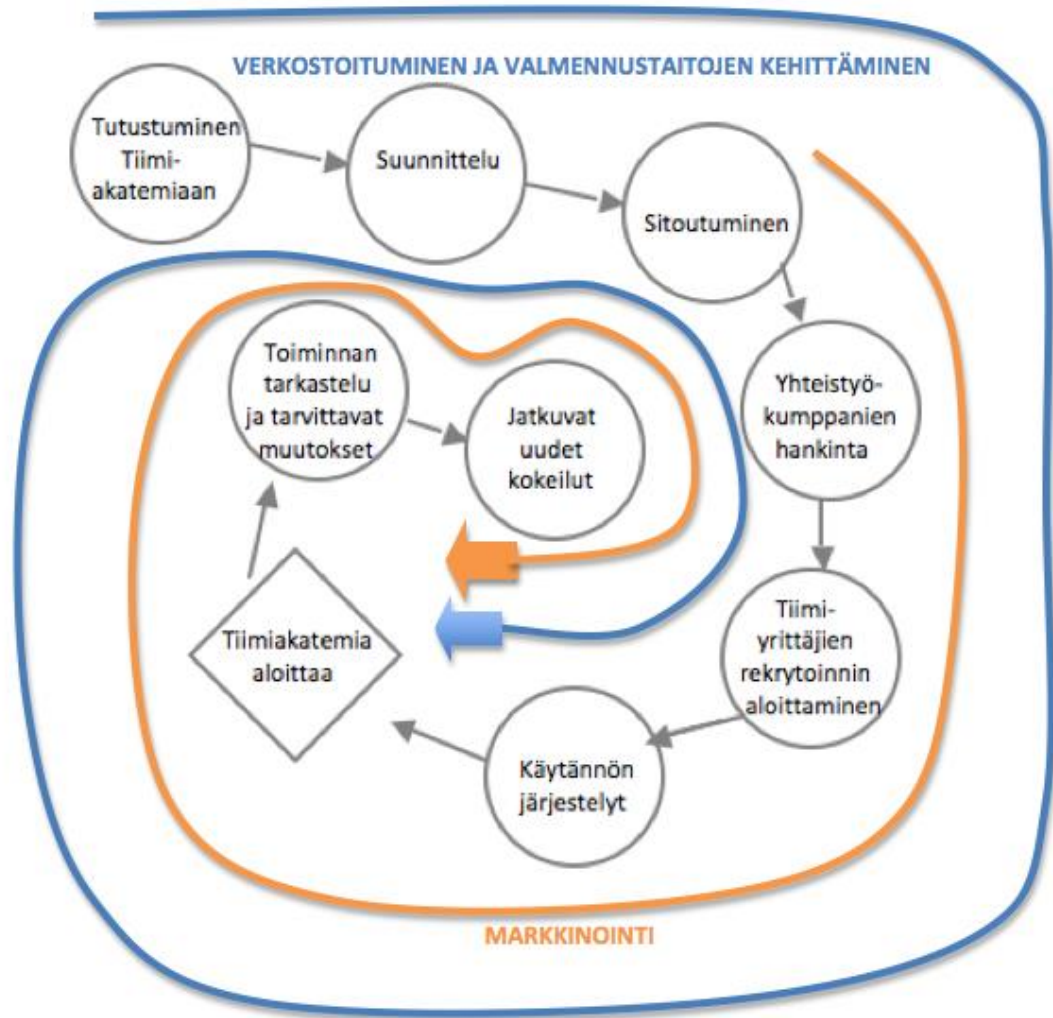 VERKOSTOITUMINEN JA VALMENNUSTAITOJEN KEHITTÄMINEN
Tutustuminen
Tiimi-
akatemiaan
Suunnittelu
Sitoutuminen
Yhteistyö-
kumppanien
hankinta
Tiimi-
yrittäjien
rekrytoinnin
aloittaminen
Käytännön
järjestelyt
Tiimiakatemia
aloittaa
Toiminnan
tarkastelu
ja tarvittavat
muutokset
Jatkuvat
uudet
kokeilut
MARKKINOINTI